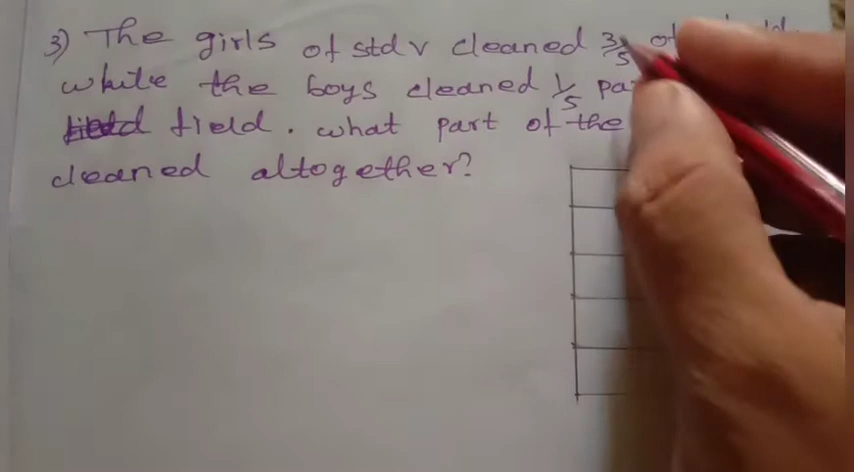 3) The girls of std v cleaned 3/5 of
while the boys cleaned 1/5
field. what part of the
cleaned altogether?